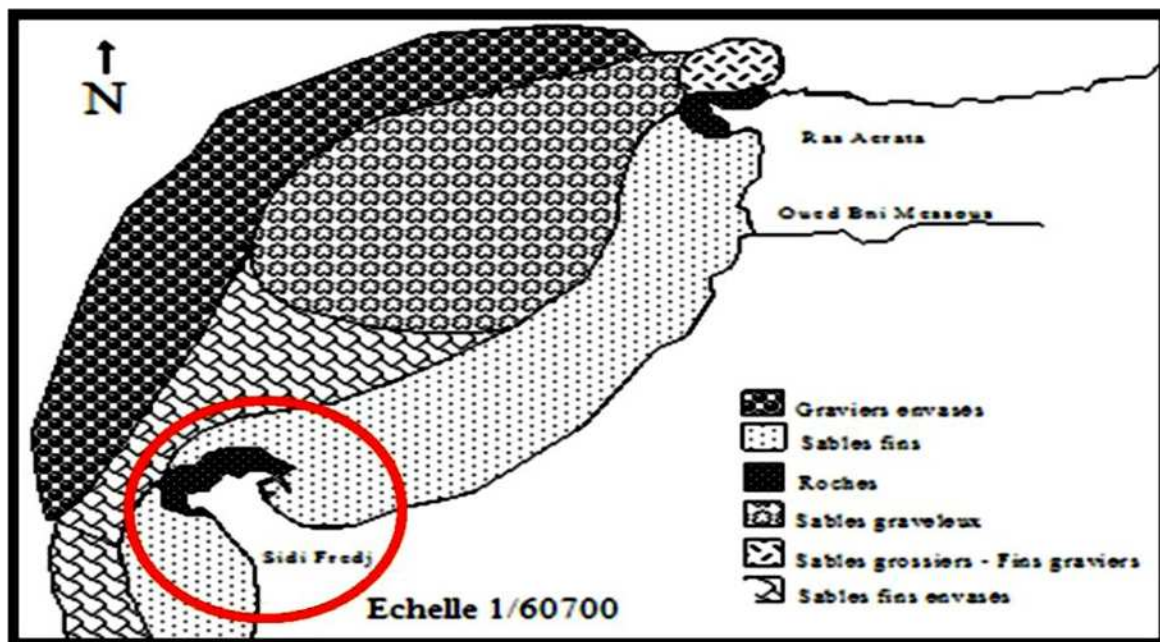 N
Ras Acrata
Oued Bni Messous
Graviers envasés
Sables fins
Roches
Sables graveleux
Sables grossiers - Fins graviers
Sables fins envasés
Sidi Fredj
Echelle 1/60700